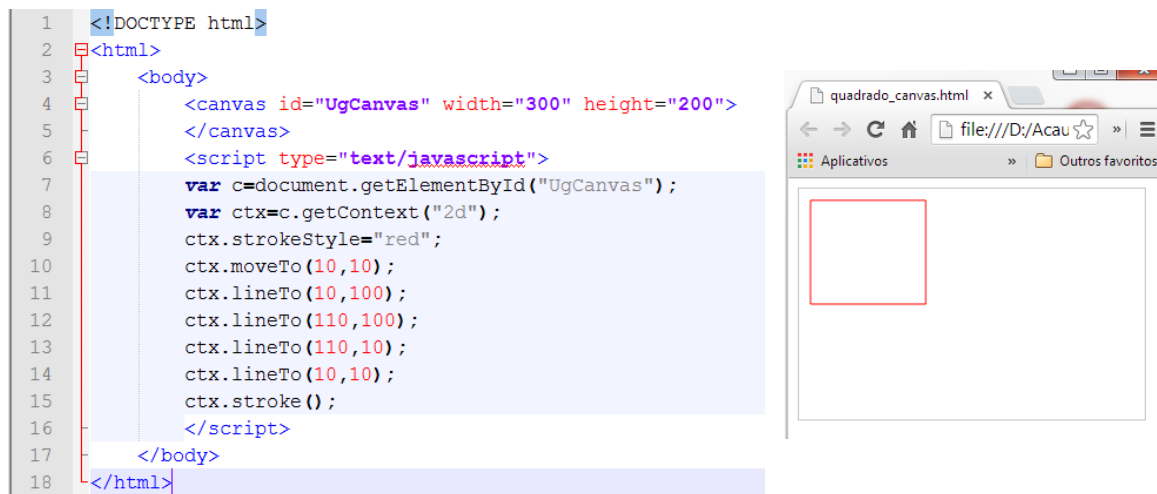 1 <!DOCTYPE html>
2 <html>
3 <body>
4 <canvas id="UgCanvas" width="300" height="200">
5 </canvas>
6 <script type="text/javascript">
7 var c=document.getElementById("UgCanvas");
8 var ctx=c.getContext("2d");
9 ctx.strokeStyle="red";
10 ctx.moveTo(10,10);
11 ctx.lineTo(10,100);
12 ctx.lineTo(110,100);
13 ctx.lineTo(110,10);
14 ctx.lineTo(10,10);
15 ctx.stroke();
16 </script>
17 </body>
18 </html>
quadrado_canvas.html x
file:///D:/Acau »
Aplicativos » Outros favoritos